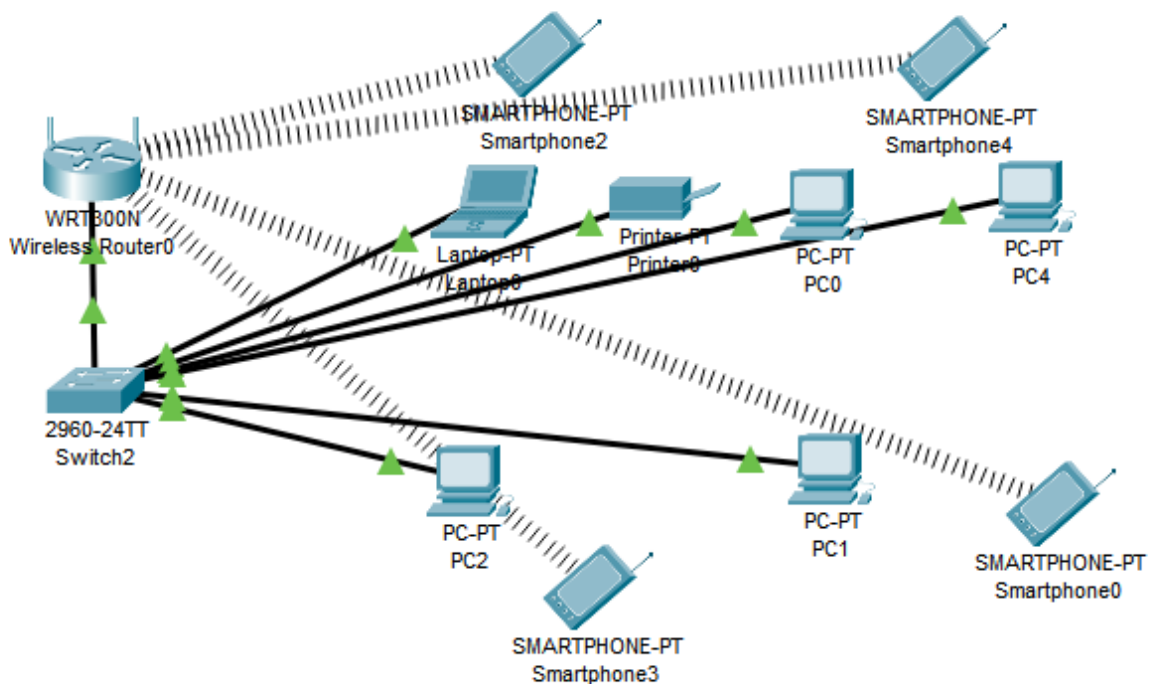 SMARTPHONE-PT
Smartphone2
SMARTPHONE-PT
Smartphone4
WRT300N
Wireless Router0
Laptop-PT
Laptop0
Printer-PT
Printer0
PC-PT
PC0
PC-PT
PC4
2960-24TT
Switch2
PC-PT
PC2
PC-PT
PC1
SMARTPHONE-PT
Smartphone0
SMARTPHONE-PT
Smartphone3